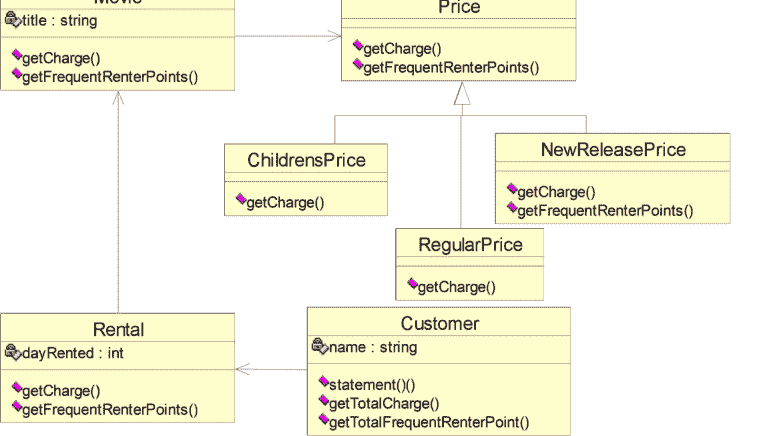 Movie
title : string
getCharge()
getFrequentRenterPoints()
Price
getCharge()
getFrequentRenterPoints()
ChildrensPrice
getCharge()
NewReleasePrice
getCharge()
getFrequentRenterPoints()
RegularPrice
getCharge()
Rental
dayRented : int
getCharge()
getFrequentRenterPoints()
Customer
name : string
statement()()
getTotalCharge()
getTotalFrequentRenterPoint()